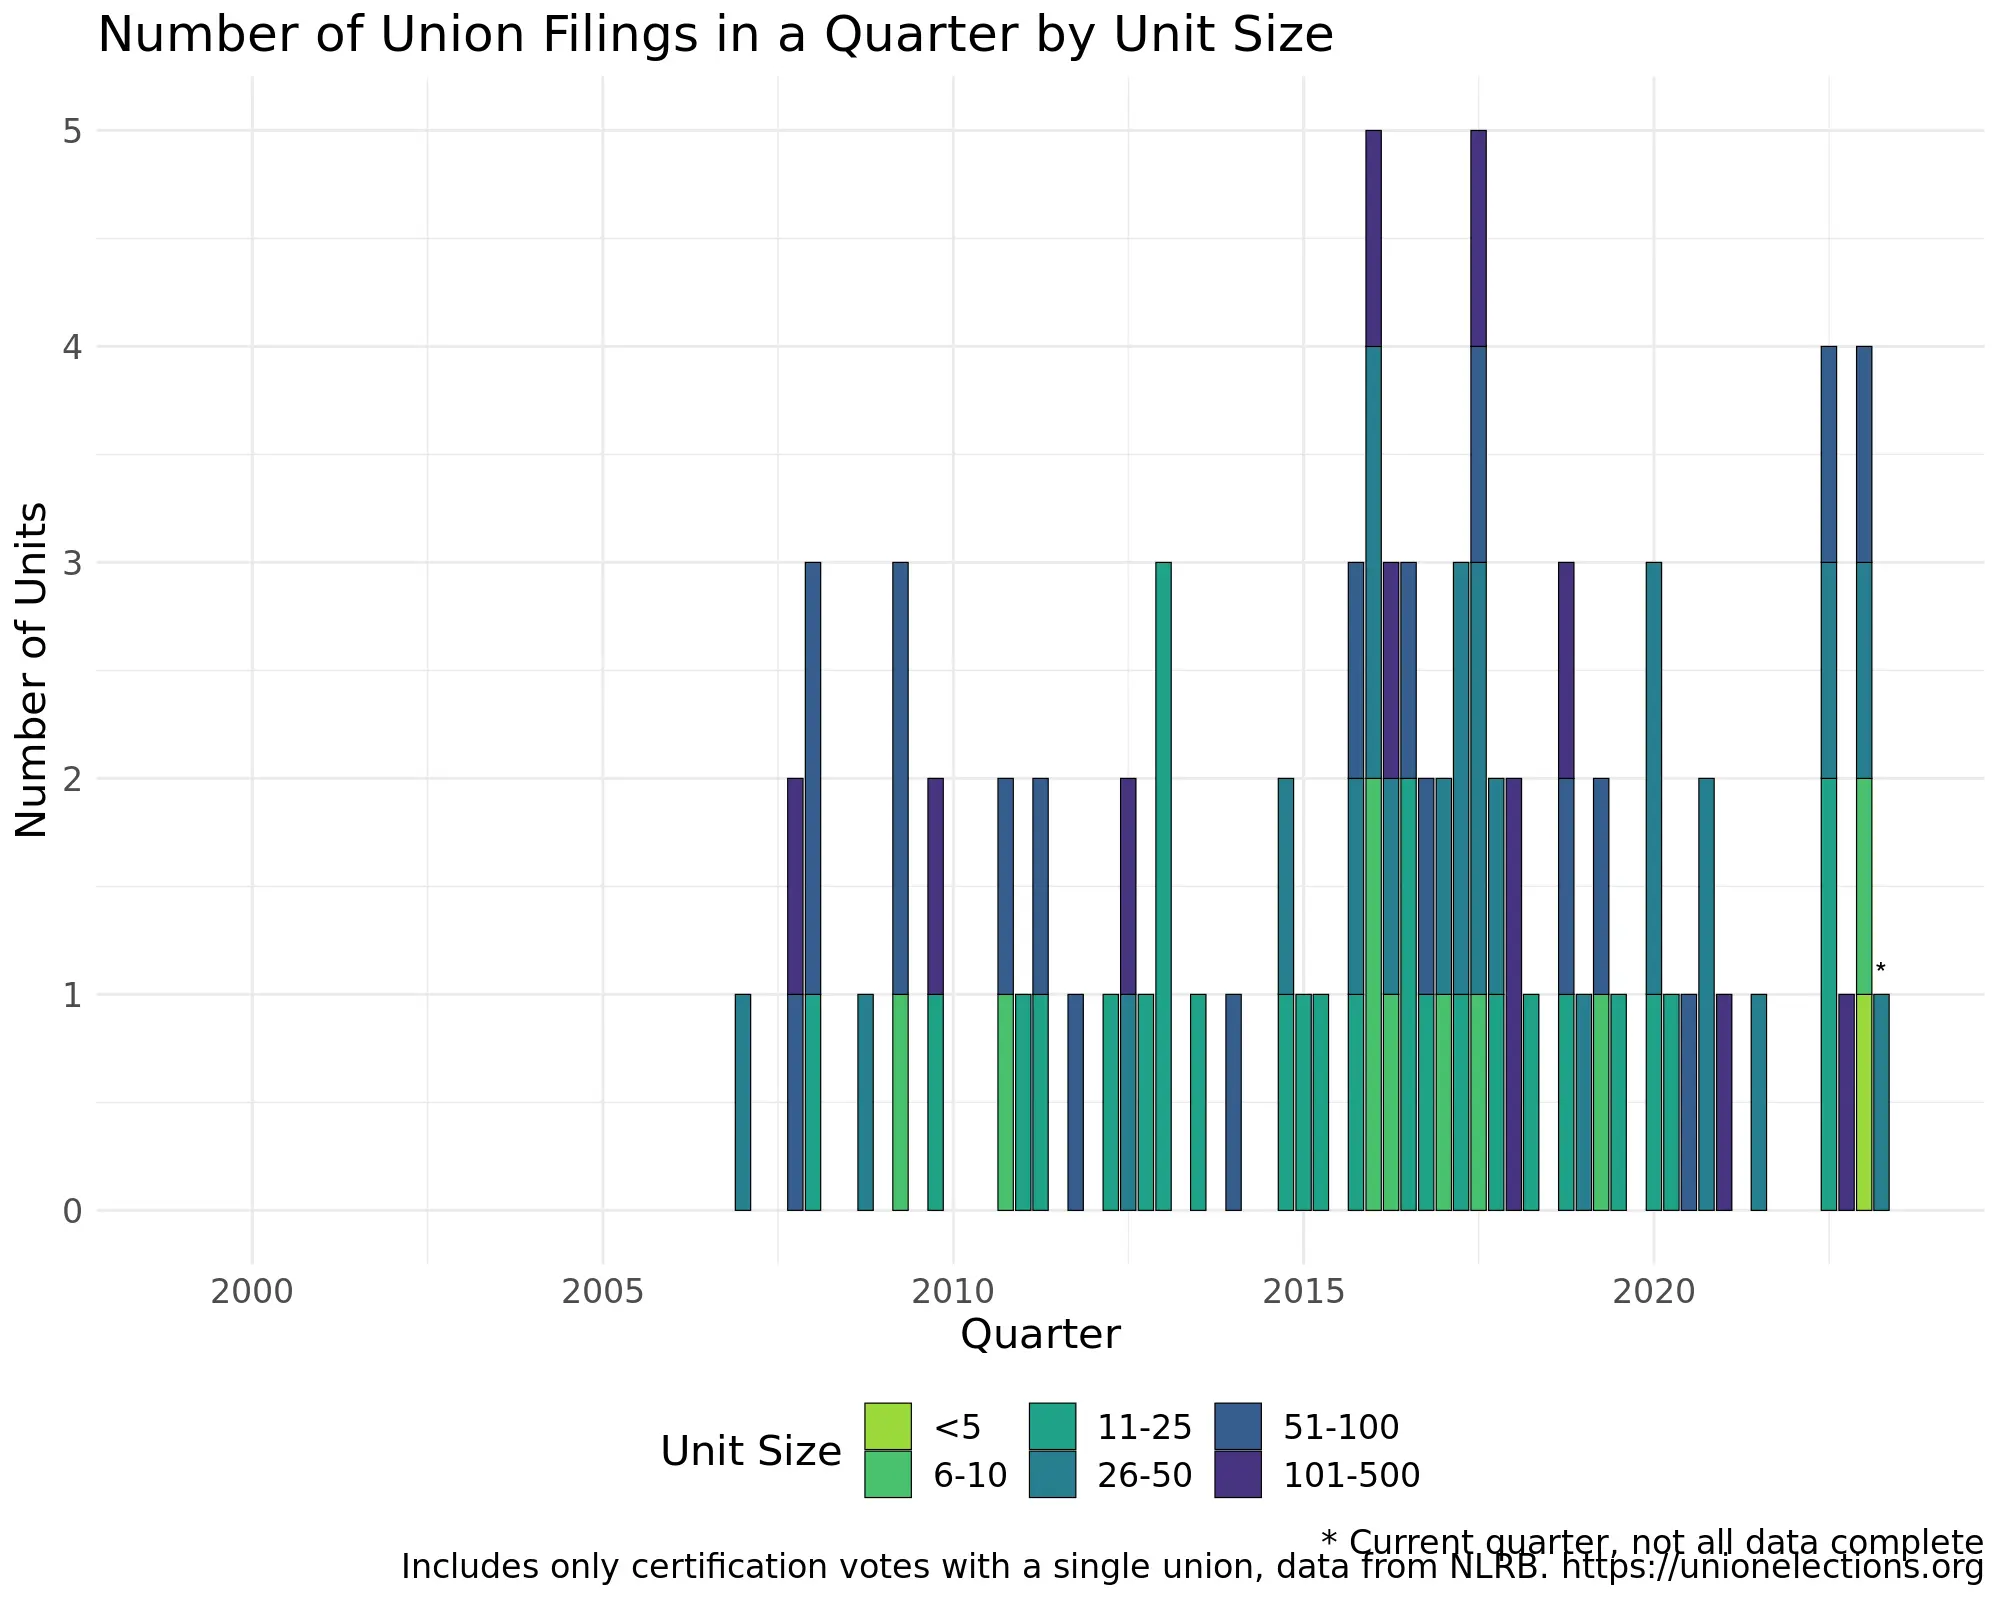 Number of Union Filings in a Quarter by Unit Size
Number of Units
5
4
3
2
1
0
*
2000 2005 2010 2015 2020
Quarter
Unit Size
<5 11-25 51-100
6-10 26-50 101-500
* Current quarter, not all data complete
Includes only certification votes with a single union, data from NLRB. https://unionelections.org